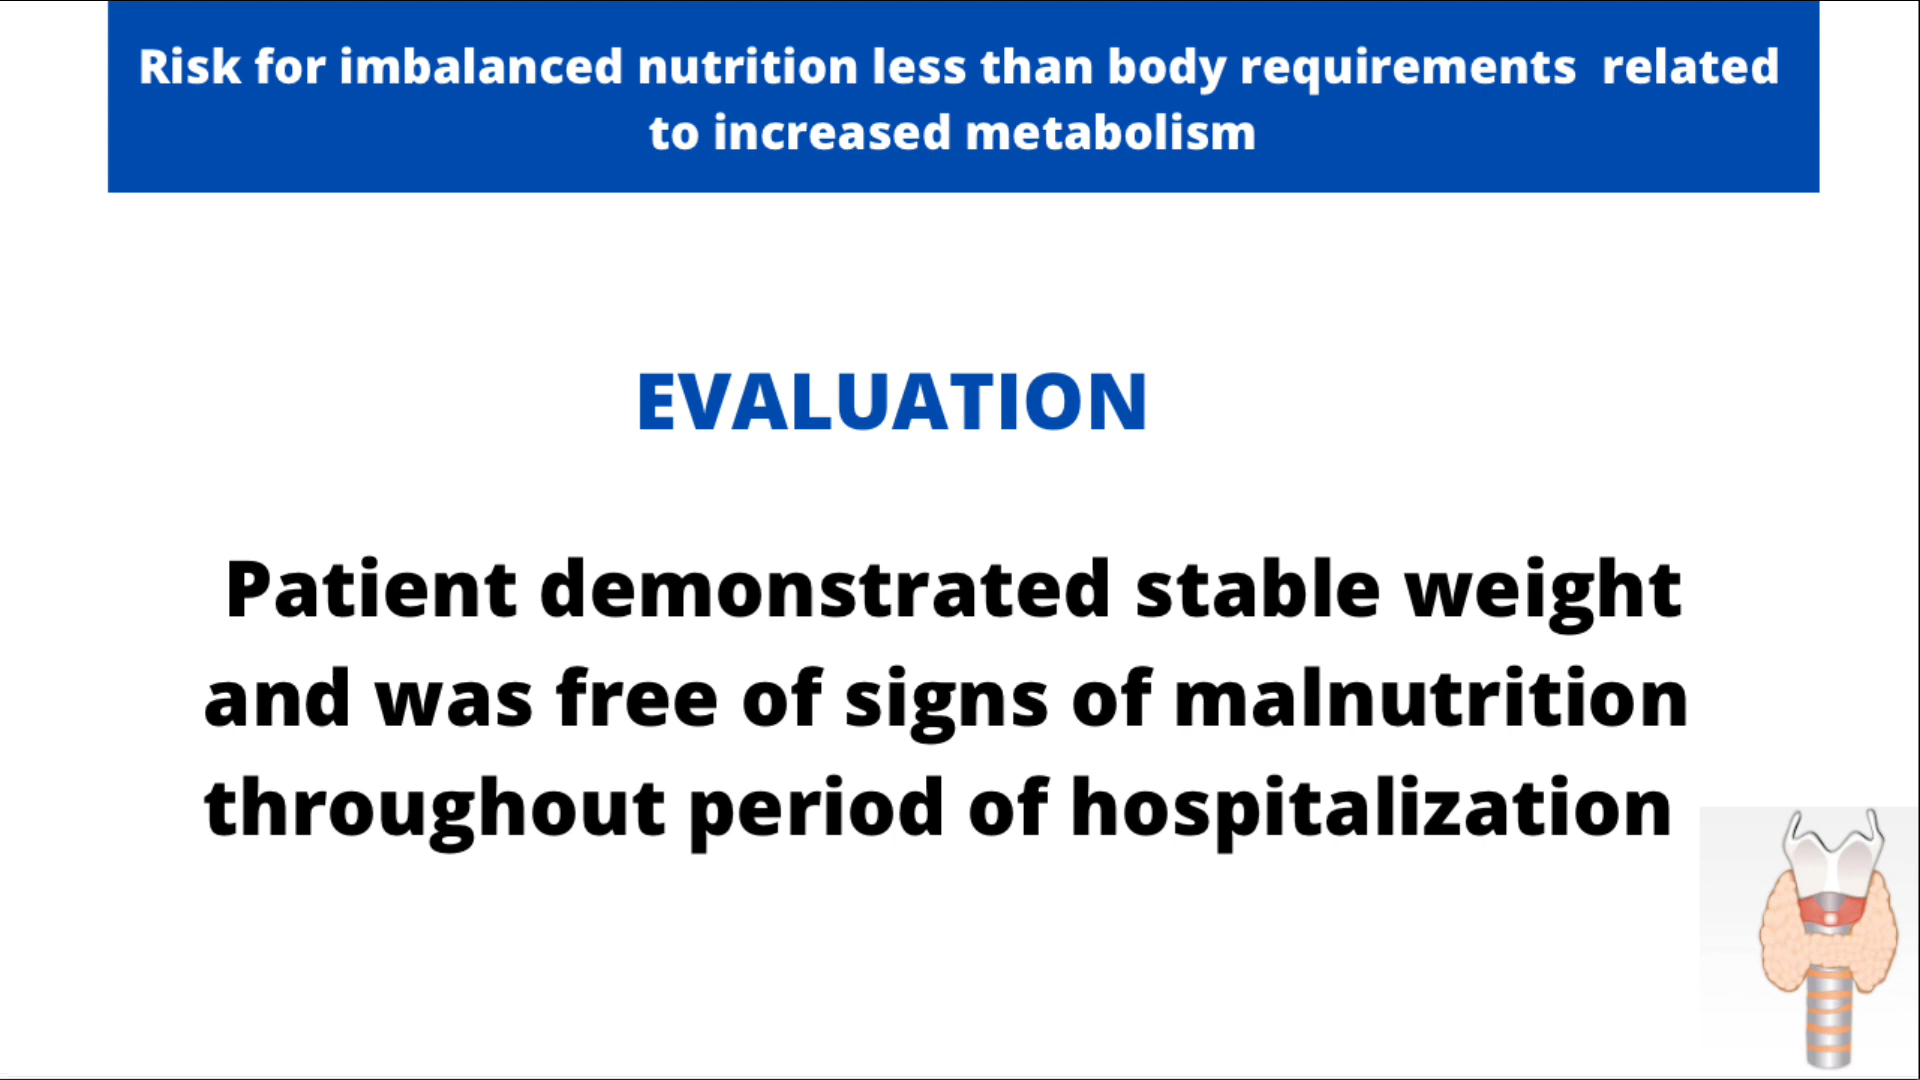 Risk for imbalanced nutrition less than body requirements  related
to increased metabolism
EVALUATION
Patient demonstrated stable weight
and was free of signs of malnutrition
throughout period of hospitalization